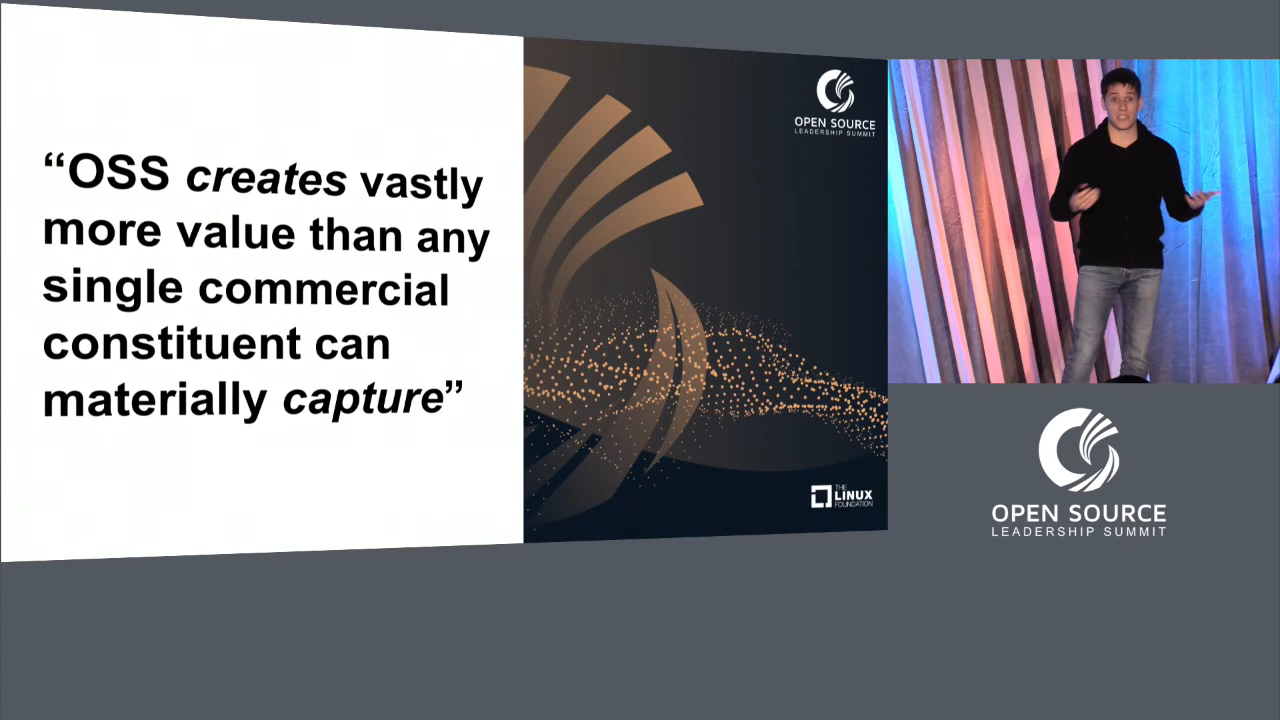 “OSS creates vastly
more value than any
single commercial
constituent can
materially capture”
OPEN SOURCE
LEADERSHIP SUMMIT
THE
LINUX
FOUNDATION
OPEN SOURCE
LEADERSHIP SUMMIT